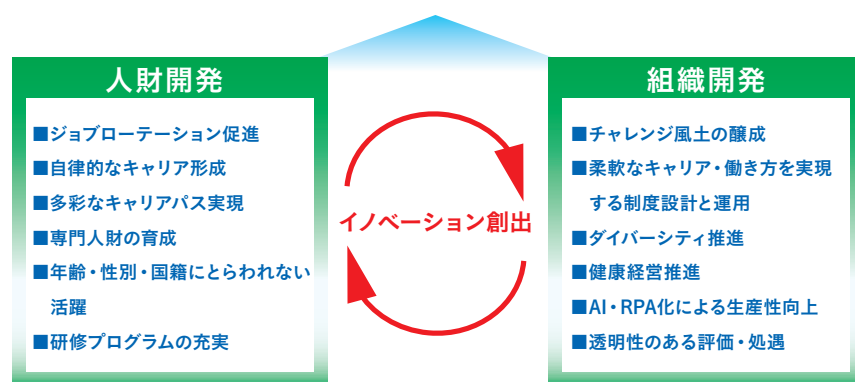 人財開発
■ジョブローテーション促進
■自律的なキャリア形成
■多彩なキャリアパス実現
■専門人財の育成
■年齢・性別・国籍にとらわれない
活躍
■研修プログラムの充実
イノベーション創出
組織開発
■チャレンジ風土の醸成
■柔軟なキャリア・働き方を実現
する制度設計と運用
■ダイバーシティ推進
■健康経営推進
■AI・RPA化による生産性向上
■透明性のある評価・処遇